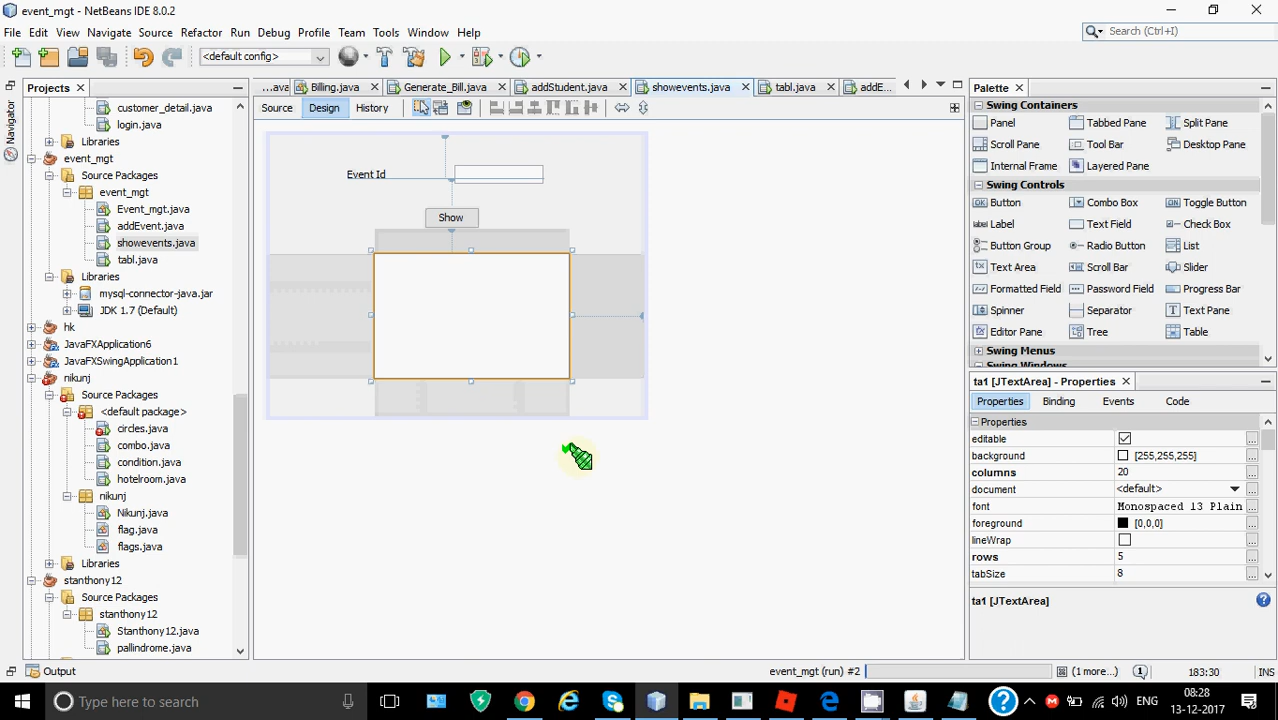 event_mgt - NetBeans IDE 8.0.2
File Edit View Navigate Source Refactor Run Debug Profile Team Tools Window Help
Search (Ctrl+I)
<default config>
Projects
...ava Billing.java Generate_Bill.java addStudent.java showevents.java tabl.java addE...
Palette
Source Design History
Navigator
customer_detail.java
login.java
Libraries
event_mgt
Source Packages
event_mgt
Event_mgt.java
addEvent.java
showevents.java
tabl.java
Libraries
mysql-connector-java.jar
JDK 1.7 (Default)
hk
JavaFXApplication6
JavaFXSwingApplication1
nikunj
Source Packages
<default package>
circles.java
combo.java
condition.java
hotelroom.java
nikunj
Nikunj.java
flag.java
flags.java
Libraries
stanthony12
Source Packages
stanthony12
Stanthony12.java
pallindrome.java
Event Id
Show
Swing Containers
Panel Tabbed Pane Split Pane
Scroll Pane Tool Bar Desktop Pane
Internal Frame Layered Pane
Swing Controls
Button Combo Box Toggle Button
Label Text Field Check Box
Button Group Radio Button List
Text Area Scroll Bar Slider
Formatted Field Password Field Progress Bar
Spinner Separator Text Pane
Editor Pane Tree Table
Swing Menus
Swing Windows
ta1 [JTextArea] - Properties
Properties Binding Events Code
Properties
editable ...
background [255,255,255] ...
columns 20 ...
document <default> ...
font Monospaced 13 Plain ...
foreground [0,0,0] ...
lineWrap ...
rows 5 ...
tabSize 8 ...
ta1 [JTextArea]
Output
event_mgt (run) #2
(1 more...)
183:30
INS
Type here to search
ENG
08:28
13-12-2017